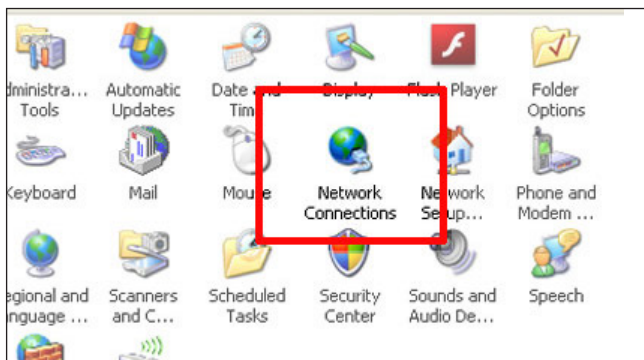 dministra... Automatic Date and Display Flash Player Folder
Tools Updates Time Options
Keyboard Mail Mouse Network Network Phone and
Connections Setup... Modem ...
egional and Scanners Scheduled Security Sounds and Speech
nguage ... and C... Tasks Center Audio De...